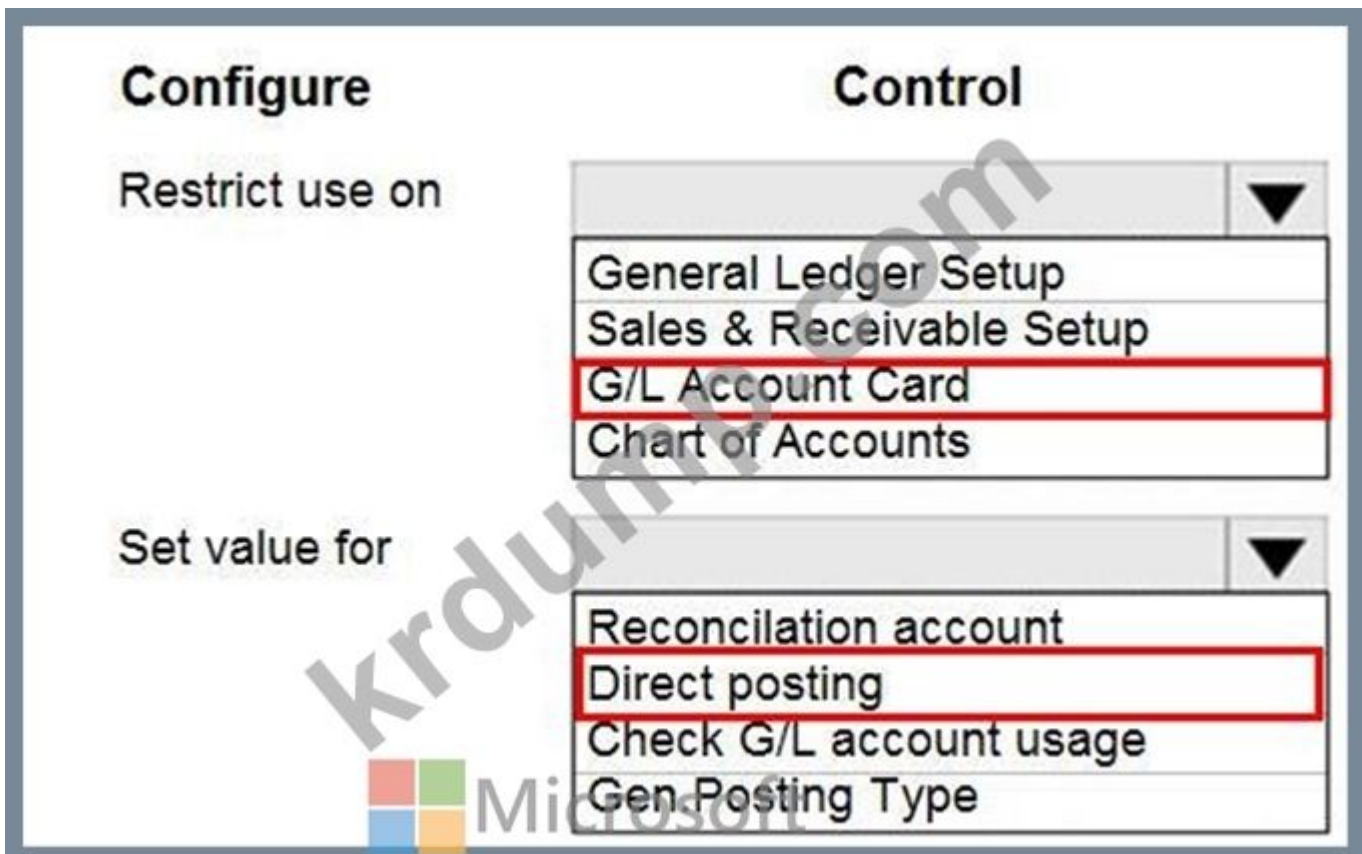 Configure Control
Restrict use on
General Ledger Setup
Sales & Receivable Setup
G/L Account Card
Chart of Accounts
Set value for
Reconcilation account
Direct posting
Check G/L account usage
Gen.Posting Type
krdump.com
Microsoft